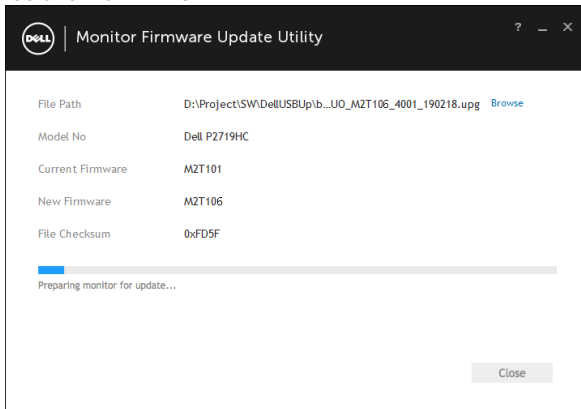 DELL Monitor Firmware Update Utility ? _ ×
File Path D:\Project\SW\DellUSBUp\b...UO_M2T106_4001_190218.upg Browse
Model No Dell P2719HC
Current Firmware M2T101
New Firmware M2T106
File Checksum 0xFD5F
Preparing monitor for update...
Close